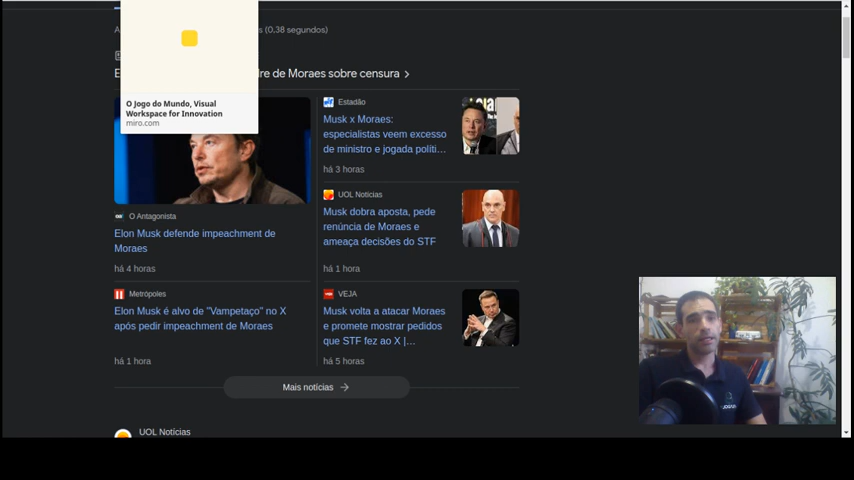 s (0,38 segundos)
O Jogo do Mundo, Visual
Workspace for Innovation
miro.com
dre de Moraes sobre censura
O Antagonista
Elon Musk defende impeachment de
Moraes
há 4 horas
Estadão
Musk x Moraes:
especialistas veem excesso
de ministro e jogada políti...
há 3 horas
UOL Notícias
Musk dobra aposta, pede
renúncia de Moraes e
ameaça decisões do STF
há 1 hora
Metrópoles
Elon Musk é alvo de "Vampetaço" no X
após pedir impeachment de Moraes
há 1 hora
VEJA
Musk volta a atacar Moraes
e promete mostrar pedidos
que STF fez ao X |...
há 5 horas
Mais notícias
UOL Notícias